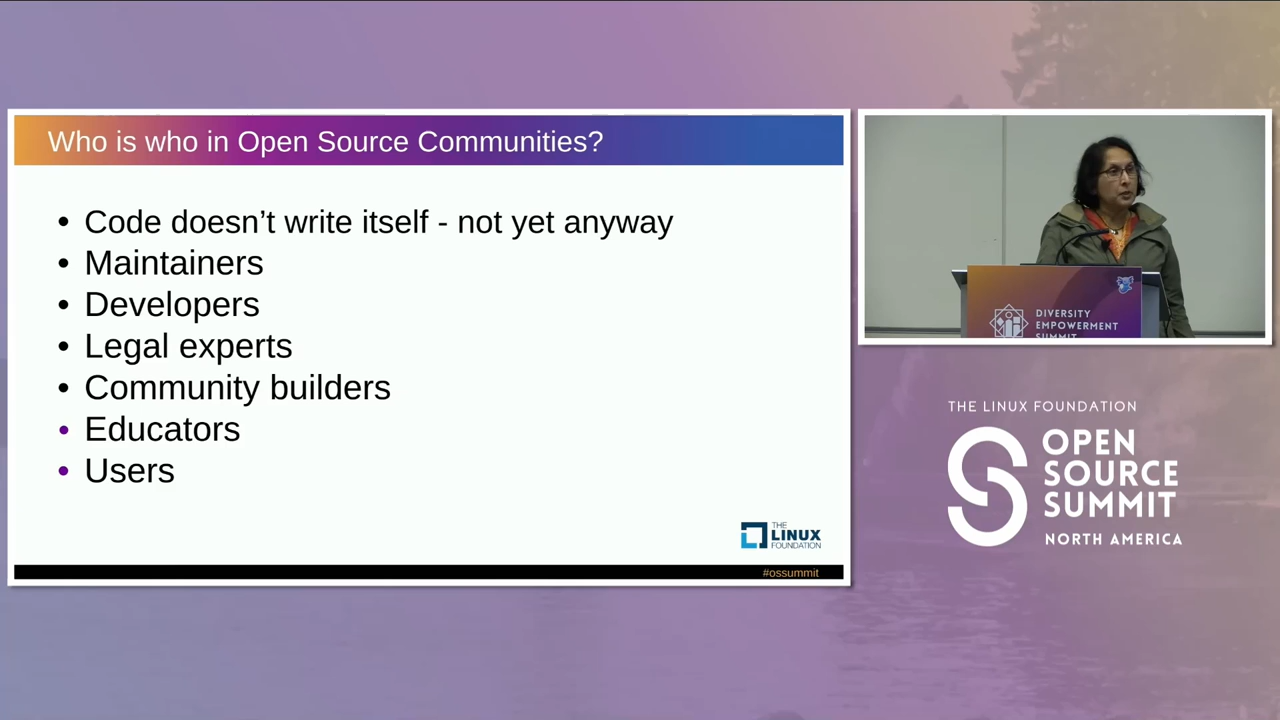 Who is who in Open Source Communities?
• Code doesn’t write itself - not yet anyway
• Maintainers
• Developers
• Legal experts
• Community builders
• Educators
• Users
THE
LINUX
FOUNDATION
#ossummit
DIVERSITY
EMPOWERMENT
SUMMIT
THE LINUX FOUNDATION
OPEN
SOURCE
SUMMIT
NORTH AMERICA